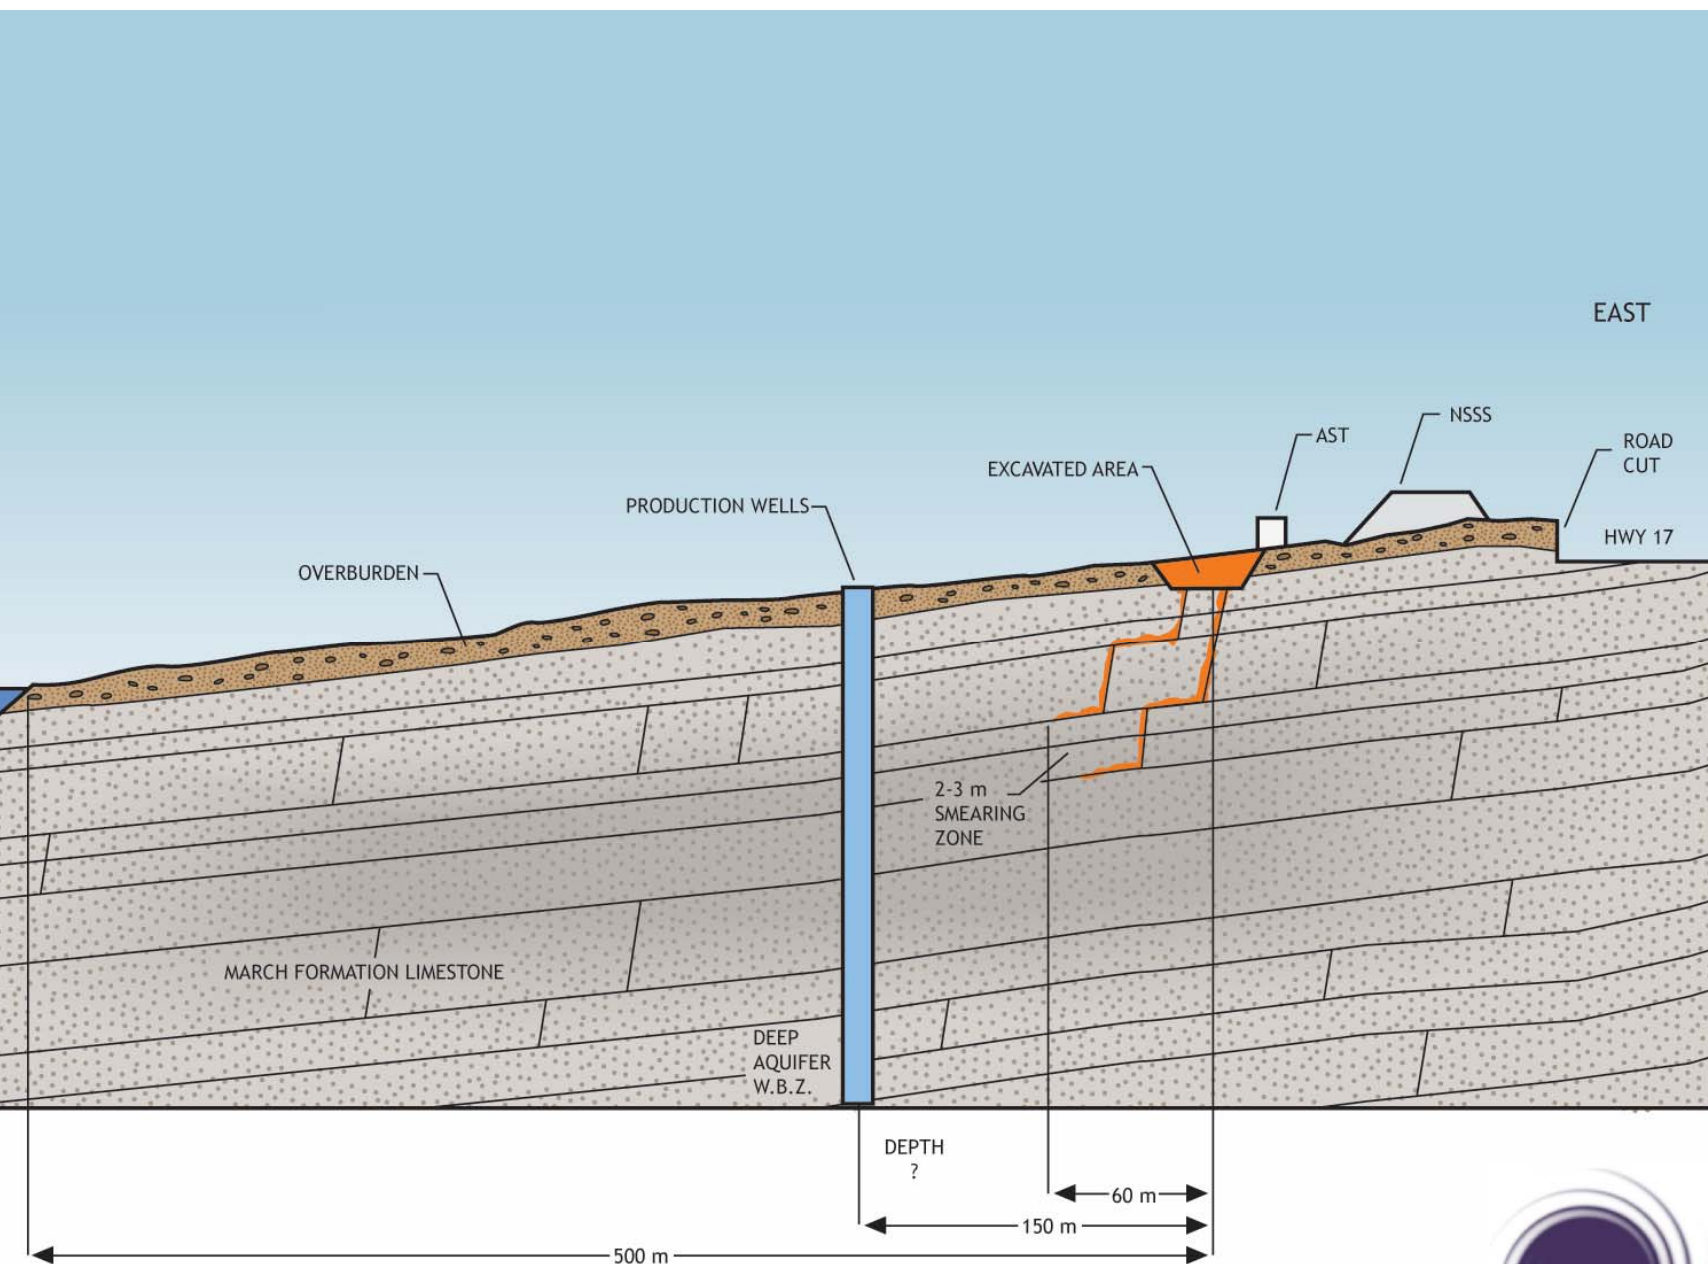 EAST
NSSS
AST
ROAD
CUT
EXCAVATED AREA
PRODUCTION WELLS
HWY 17
OVERBURDEN
2-3 m
SMEARING
ZONE
MARCH FORMATION LIMESTONE
DEEP
AQUIFER
W.B.Z.
DEPTH
?
60 m
150 m
500 m